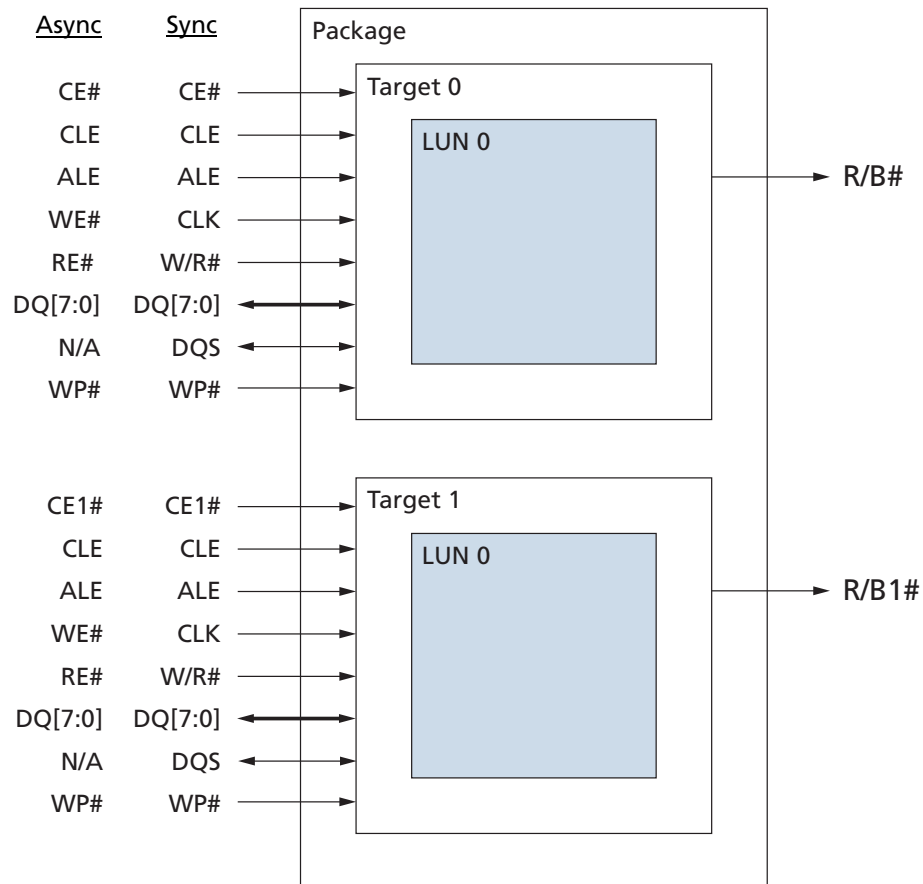 Async Sync Package
Target 0
CE# CE#
CLE CLE LUN 0
ALE ALE R/B#
WE# CLK
RE# W/R#
DQ[7:0] DQ[7:0]
N/A DQS
WP# WP#
CE1# CE1# Target 1
CLE CLE LUN 0
ALE ALE R/B1#
WE# CLK
RE# W/R#
DQ[7:0] DQ[7:0]
N/A DQS
WP# WP#